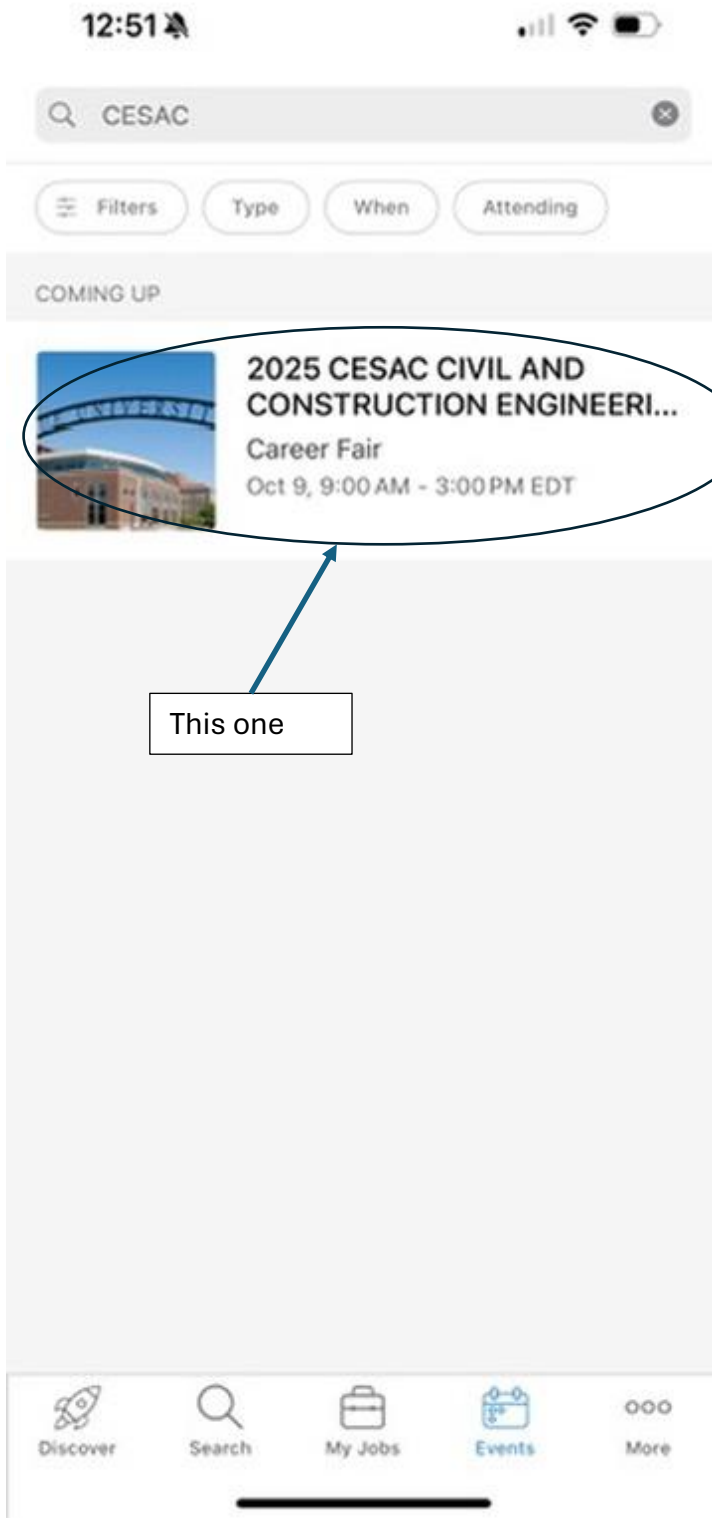 12:51
CESAC
Filters Type When Attending
COMING UP
2025 CESAC CIVIL AND
CONSTRUCTION ENGINEERI...
Career Fair
Oct 9, 9:00 AM - 3:00 PM EDT
E UNIVERSIT
This one
Discover Search My Jobs Events More